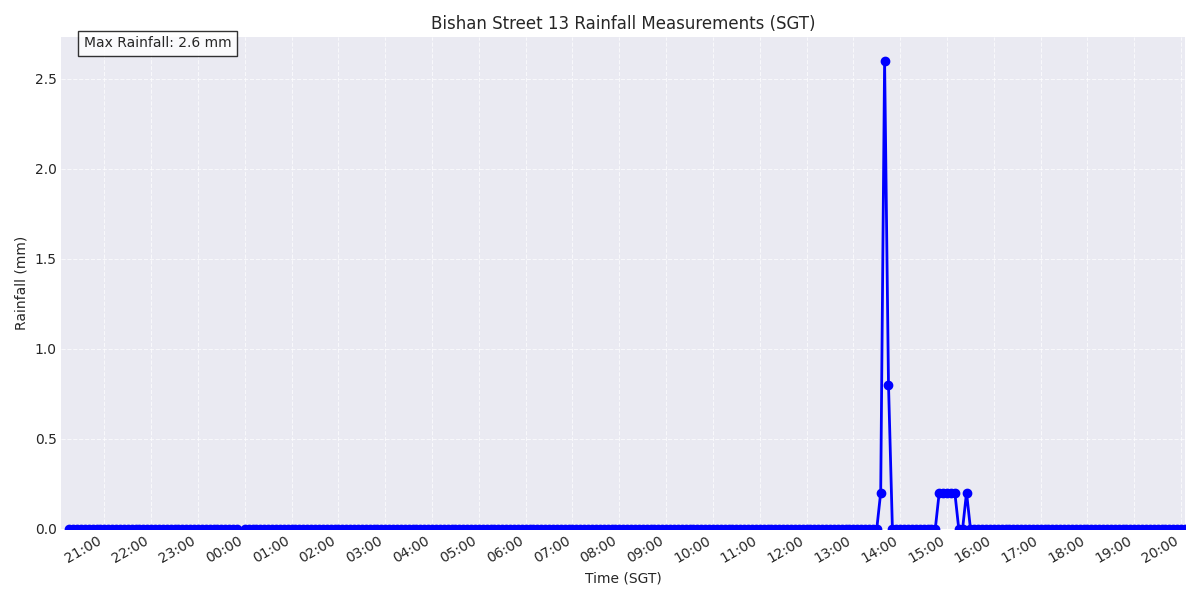 Bishan Street 13 Rainfall Measurements (SGT)
Max Rainfall: 2.6 mm
2.5
2.0
1.5
1.0
0.5
0.0
Rainfall (mm)
21:00 22:00 23:00 00:00 01:00 02:00 03:00 04:00 05:00 06:00 07:00 08:00 09:00 10:00 11:00 12:00 13:00 14:00 15:00 16:00 17:00 18:00 19:00 20:00
Time (SGT)